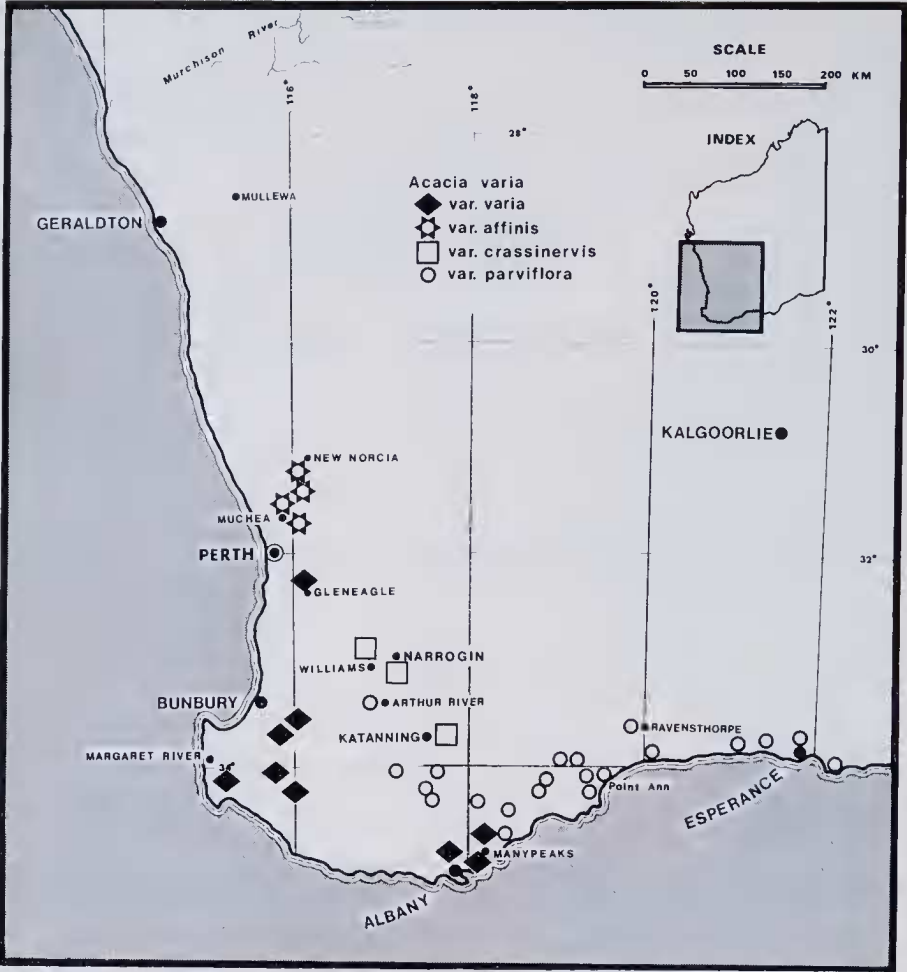 Murchison River
SCALE
0 50 100 150 200 KM
116°
118°
28°
INDEX
Acacia varia
var. varia
var. affinis
var. crassinervis
var. parviflora
MULLEWA
GERALDTON
120°
122°
30°
KALGOORLIE
NEW NORCIA
MUCHEA
PERTH
32°
GLENEAGLE
NARROGIN
WILLIAMS
BUNBURY
ARTHUR RIVER
KATANNING
RAVENSTHORPE
MARGARET RIVER
34°
Point Ann
ESPERANCE
MANYPEAKS
ALBANY